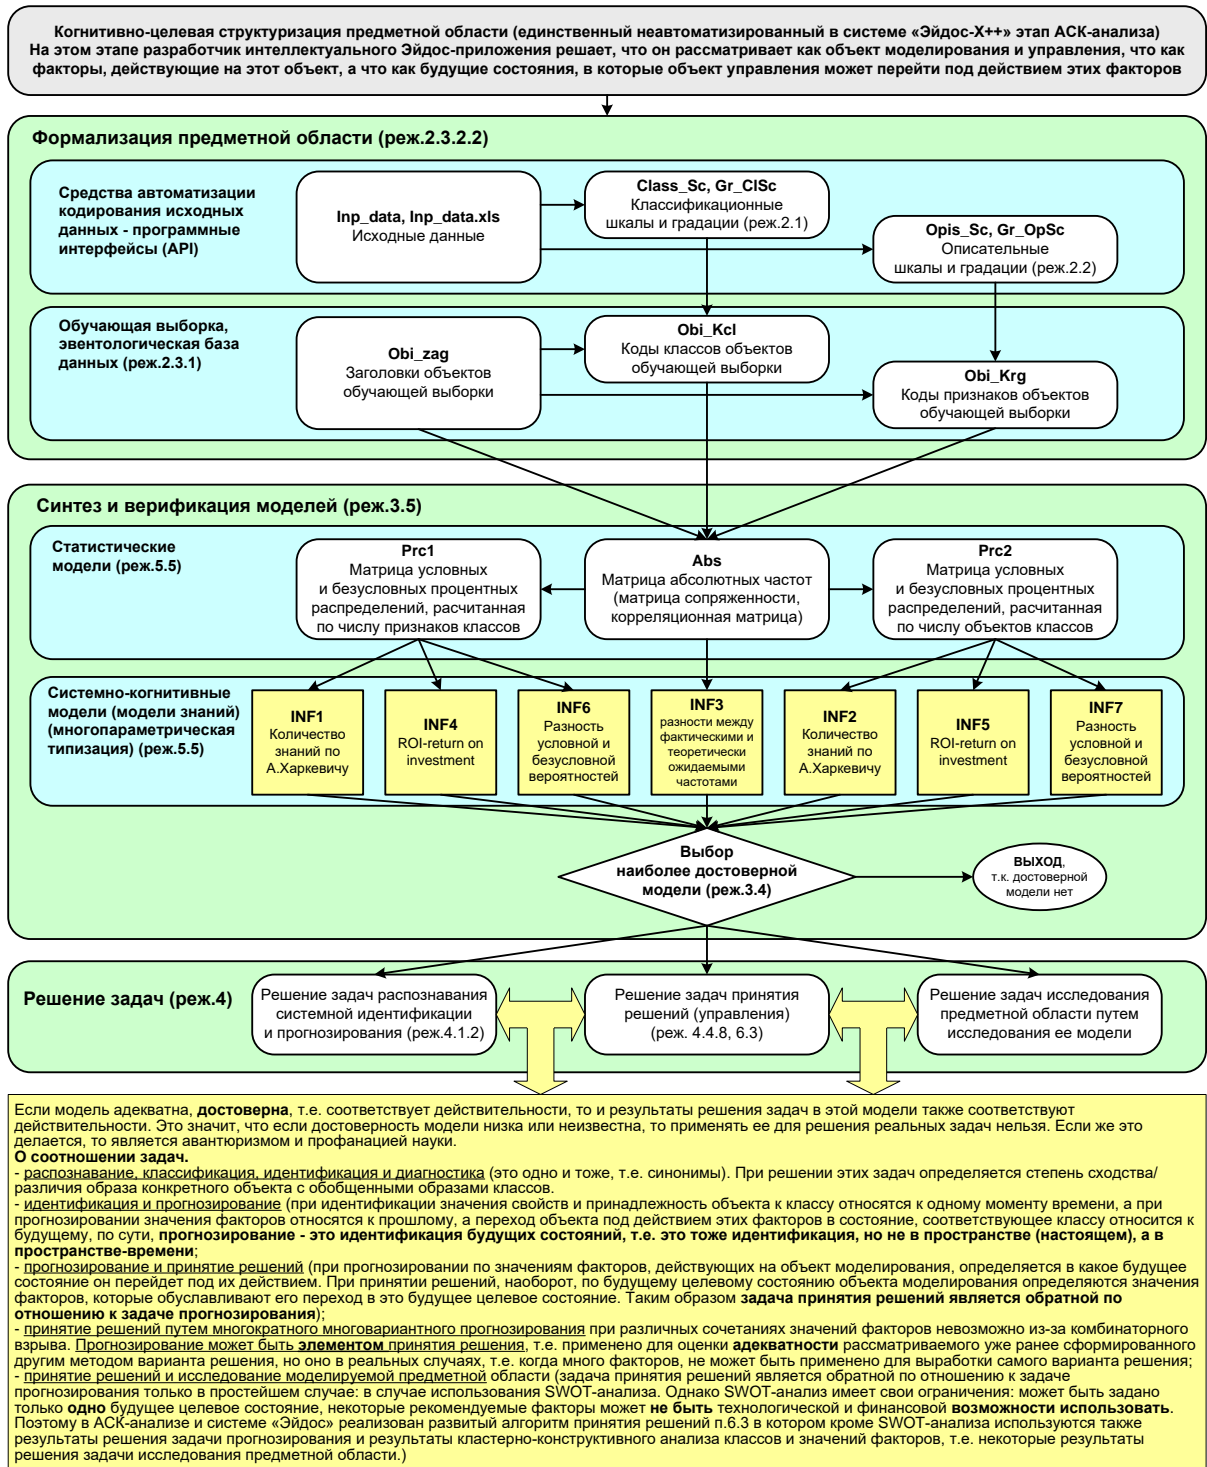 Когнитивно-целевая структуризация предметной области (единственный неавтоматизированный в системе «Эйдос-Х++» этап АСК-анализа)
На этом этапе разработчик интеллектуального Эйдос-приложения решает, что он рассматривает как объект моделирования и управления, что как
факторы, действующие на этот объект, а что как будущие состояния, в которые объект управления может перейти под действием этих факторов
Формализация предметной области (реж.2.3.2.2)
Средства автоматизации
кодирования исходных
данных - программные
интерфейсы (API)
Inp_data, Inp_data.xls
Исходные данные
Class_Sc, Gr_ClSc
Классификационные
шкалы и градации (реж.2.1)
Opis_Sc, Gr_OpSc
Описательные
шкалы и градации (реж.2.2)
Обучающая выборка,
эвентологическая база
данных (реж.2.3.1)
Obi_zag
Заголовки объектов
обучающей выборки
Obi_Kcl
Коды классов объектов
обучающей выборки
Obi_Krg
Коды признаков объектов
обучающей выборки
Синтез и верификация моделей (реж.3.5)
Статистические
модели (реж.5.5)
Prc1
Матрица условных
и безусловных процентных
распределений, расчитанная
по числу признаков классов
Abs
Матрица абсолютных частот
(матрица сопряженности,
корреляционная матрица)
Prc2
Матрица условных
и безусловных процентных
распределений, расчитанная
по числу объектов классов
Системно-когнитивные
модели (модели знаний)
(многопараметрическая
типизация) (реж.5.5)
INF1
Количество
знаний по
А.Харкевичу
INF4
ROI-return on
investment
INF6
Разность
условной и
безусловной
вероятностей
INF3
разности между
фактическими и
теоретически
ожидаемыми
частотами
INF2
Количество
знаний по
А.Харкевичу
INF5
ROI-return on
investment
INF7
Разность
условной и
безусловной
вероятностей
Выбор
наиболее достоверной
модели (реж.3.4)
ВЫХОД,
т.к. достоверной
модели нет
Решение задач (реж.4)
Решение задач распознавания
системной идентификации
и прогнозирования (реж.4.1.2)
Решение задач принятия
решений (управления)
(реж. 4.4.8, 6.3)
Решение задач исследования
предметной области путем
исследования ее модели
Если модель адекватна, достоверна, т.е. соответствует действительности, то и результаты решения задач в этой модели также соответствуют
действительности. Это значит, что если достоверность модели низка или неизвестна, то применять ее для решения реальных задач нельзя. Если же это
делается, то является авантюризмом и профанацией науки.
О соотношении задач.
- распознавание, классификация, идентификация и диагностика (это одно и тоже, т.е. синонимы). При решении этих задач определяется степень сходства/
различия образа конкретного объекта с обобщенными образами классов.
- идентификация и прогнозирование (при идентификации значения свойств и принадлежность объекта к классу относятся к одному моменту времени, а при
прогнозировании значения факторов относятся к прошлому, а переход объекта под действием этих факторов в состояние, соответствующее классу относится к
будущему, по сути, прогнозирование - это идентификация будущих состояний, т.е. это тоже идентификация, но не в пространстве (настоящем), а в
пространстве-времени;
- прогнозирование и принятие решений (при прогнозировании по значениям факторов, действующих на объект моделирования, определяется в какое будущее
состояние он перейдет под их действием. При принятии решений, наоборот, по будущему целевому состоянию объекта моделирования определяются значения
факторов, которые обуславливают его переход в это будущее целевое состояние. Таким образом задача принятия решений является обратной по
отношению к задаче прогнозирования);
- принятие решений путем многократного многовариантного прогнозирования при различных сочетаниях значений факторов невозможно из-за комбинаторного
взрыва. Прогнозирование может быть элементом принятия решения, т.е. применено для оценки адекватности рассматриваемого уже ранее сформированного
другим методом варианта решения, но оно в реальных случаях, т.е. когда много факторов, не может быть применено для выработки самого варианта решения;
- принятие решений и исследование моделируемой предметной области (задача принятия решений является обратной по отношению к задаче
прогнозирования только в простейшем случае: в случае использования SWOT-анализа. Однако SWOT-анализ имеет свои ограничения: может быть задано
только одно будущее целевое состояние, некоторые рекомендуемые факторы может не быть технологической и финансовой возможности использовать.
Поэтому в АСК-анализе и системе «Эйдос» реализован развитый алгоритм принятия решений п.6.3 в котором кроме SWOT-анализа используются также
результаты решения задачи прогнозирования и результаты кластерно-конструктивного анализа классов и значений факторов, т.е. некоторые результаты
решения задачи исследования предметной области.)